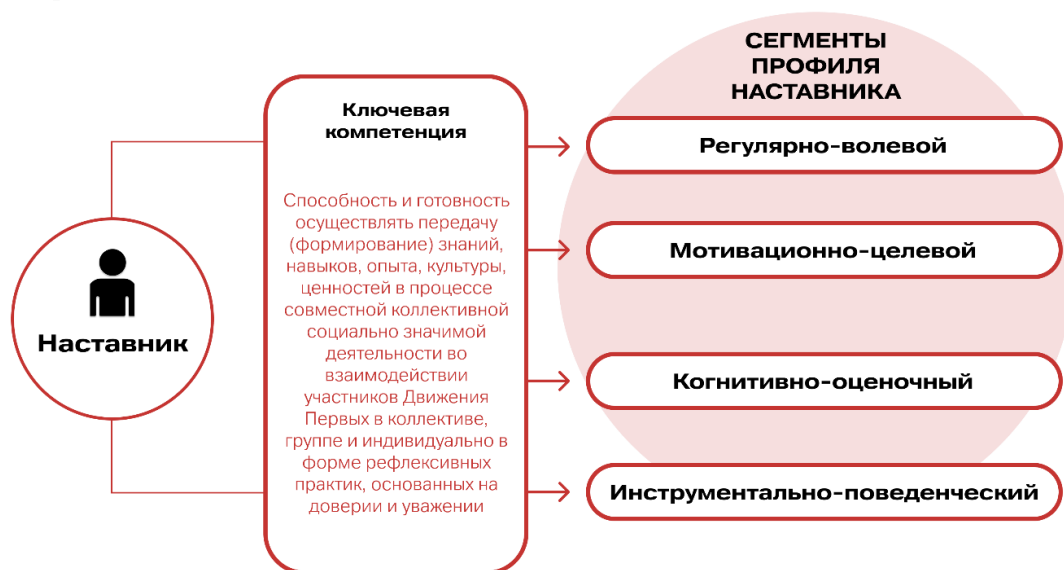 Наставник
Ключевая
компетенция
Способность и готовность
осуществлять передачу
(формирование) знаний,
навыков, опыта, культуры,
ценностей в процессе
совместной коллективной
социально значимой
деятельности во
взаимодействии
участников Движения
Первых в коллективе,
группе и индивидуально в
форме рефлексивных
практик, основанных на
доверии и уважении
СЕГМЕНТЫ
ПРОФИЛЯ
НАСТАВНИКА
Регулярно-волевой
Мотивационно-целевой
Когнитивно-оценочный
Инструментально-поведенческий